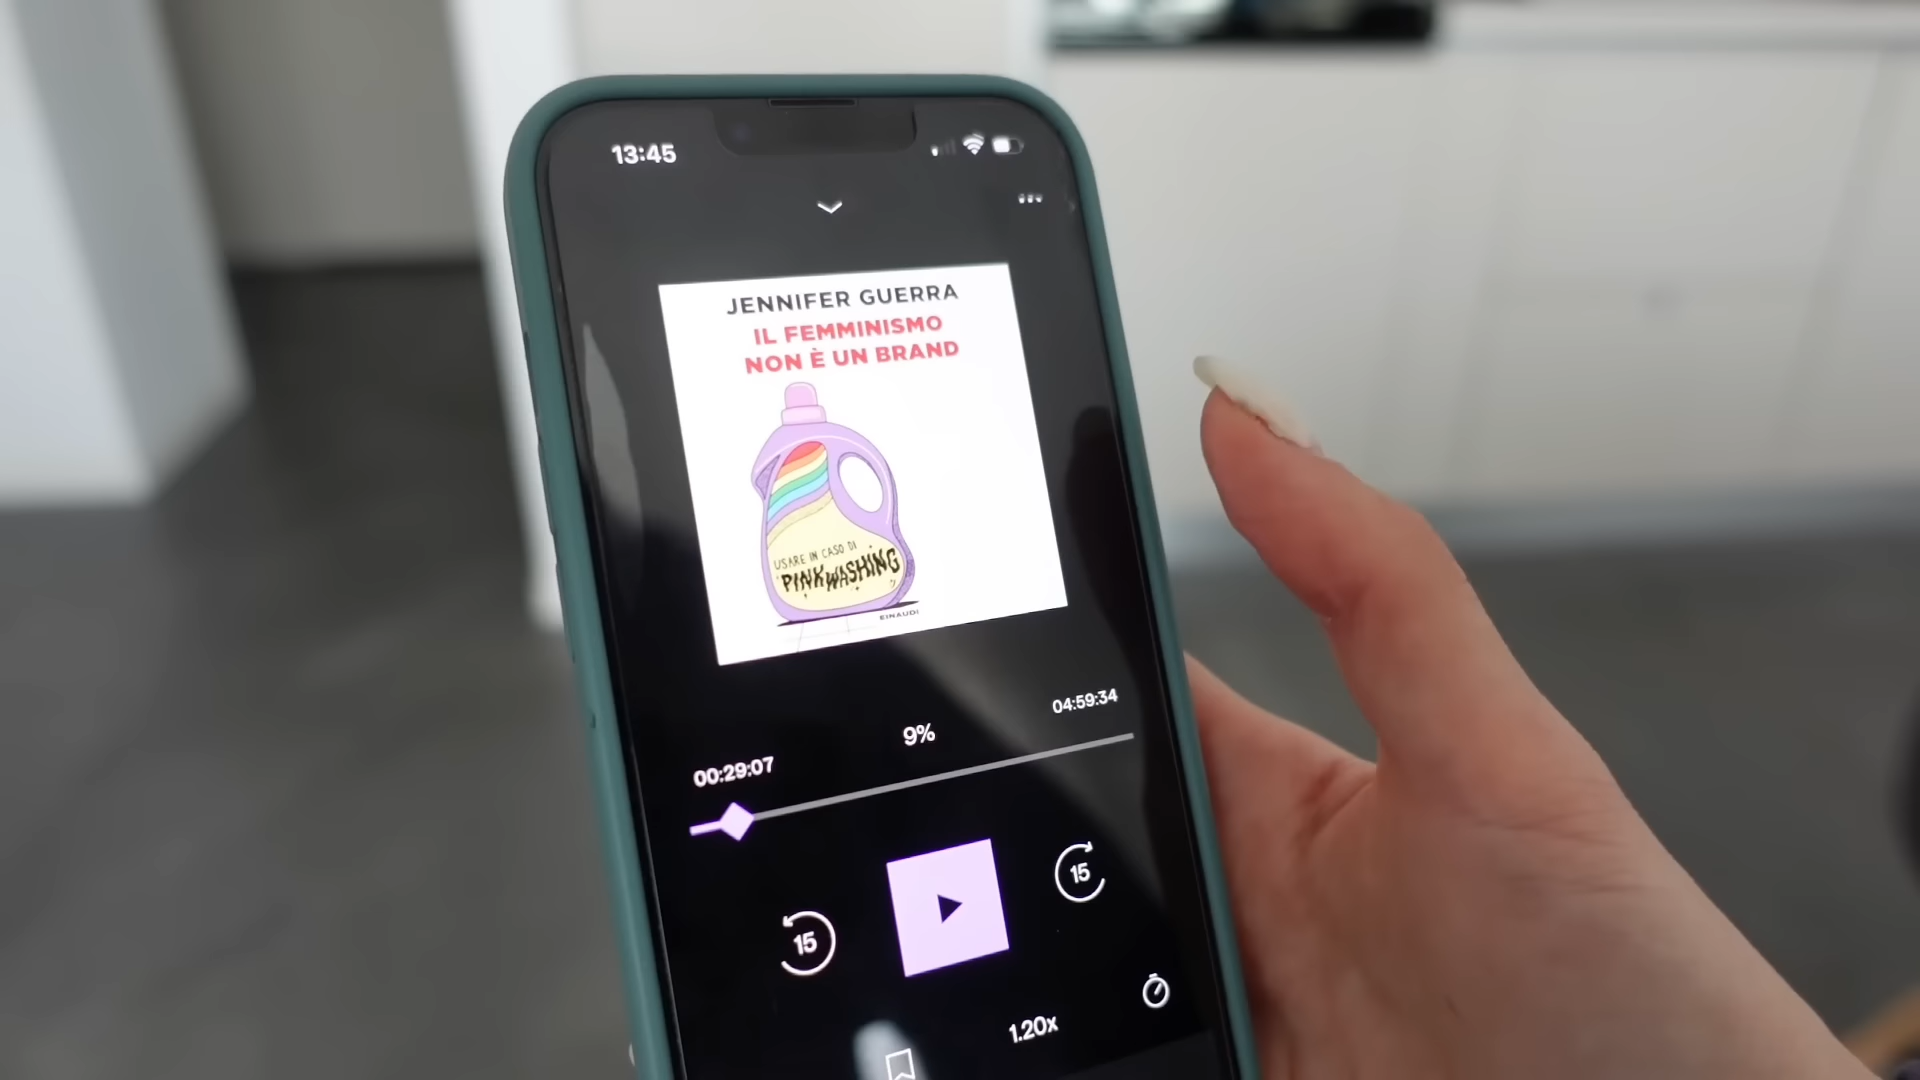 13:45
JENNIFER GUERRA
IL FEMMINISMO
NON È UN BRAND
USARE IN CASO DI
PINKWASHING
EINAUDI
00:29:07
9%
04:59:34
15
15
1.20x